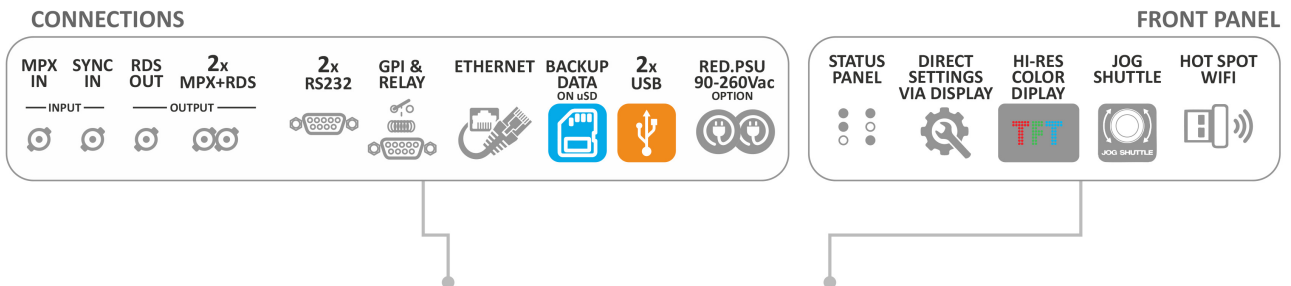 CONNECTIONS
FRONT PANEL
MPX
IN
SYNC
IN
INPUT
RDS
OUT
2x
MPX+RDS
OUTPUT
2x
RS232
GPI &
RELAY
ETHERNET
BACKUP
DATA
ON uSD
2x
USB
RED.PSU
90-260Vac
OPTION
STATUS
PANEL
DIRECT
SETTINGS
VIA DISPLAY
HI-RES
COLOR
DIPLAY
TFT
JOG
SHUTTLE
JOG SHUTTLE
HOT SPOT
WIFI